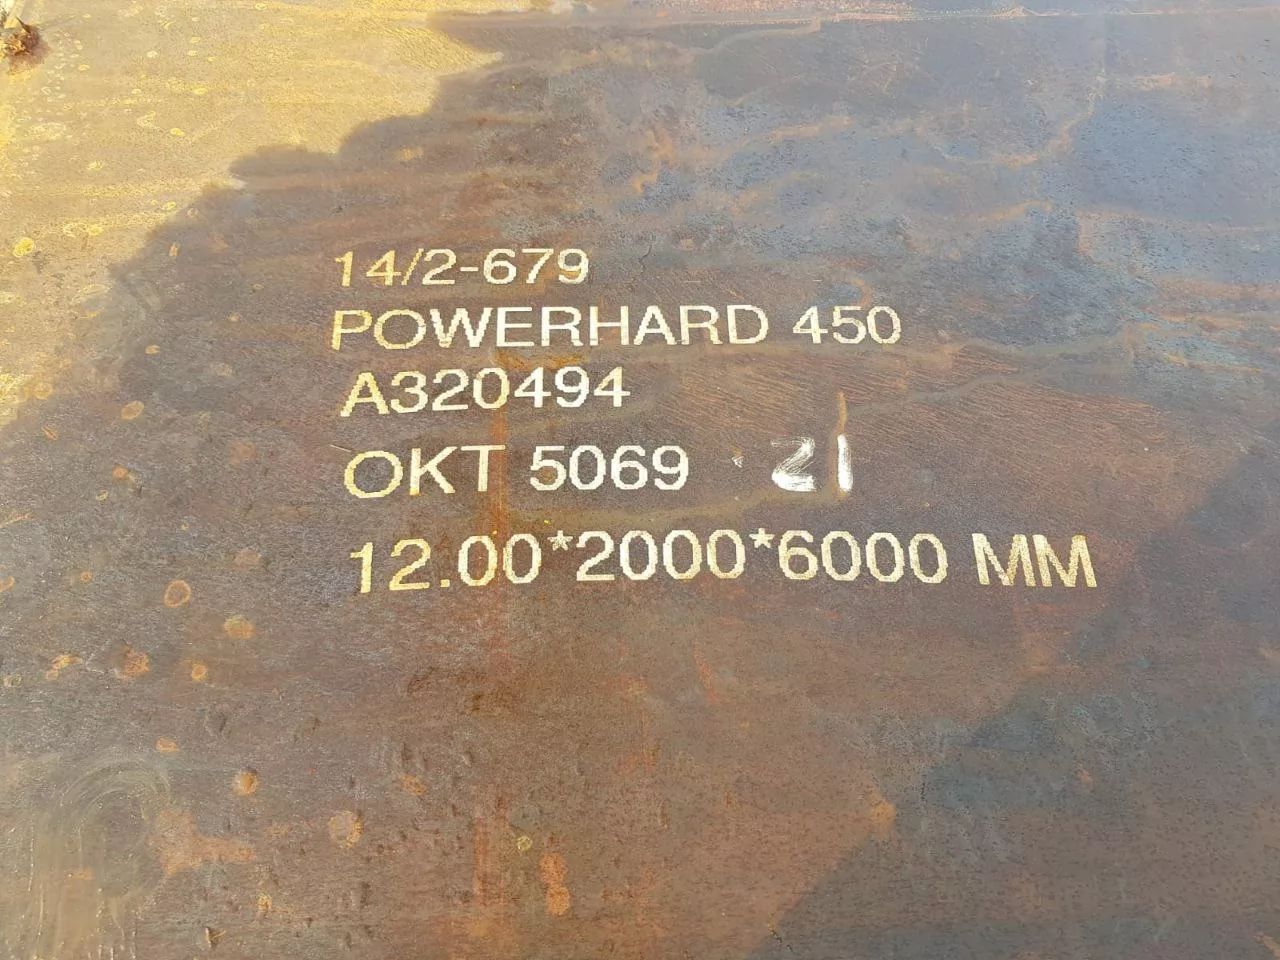 14/2-679
POWERHARD 450
A320494
OKT 5069 21
12.00*2000*6000 MM